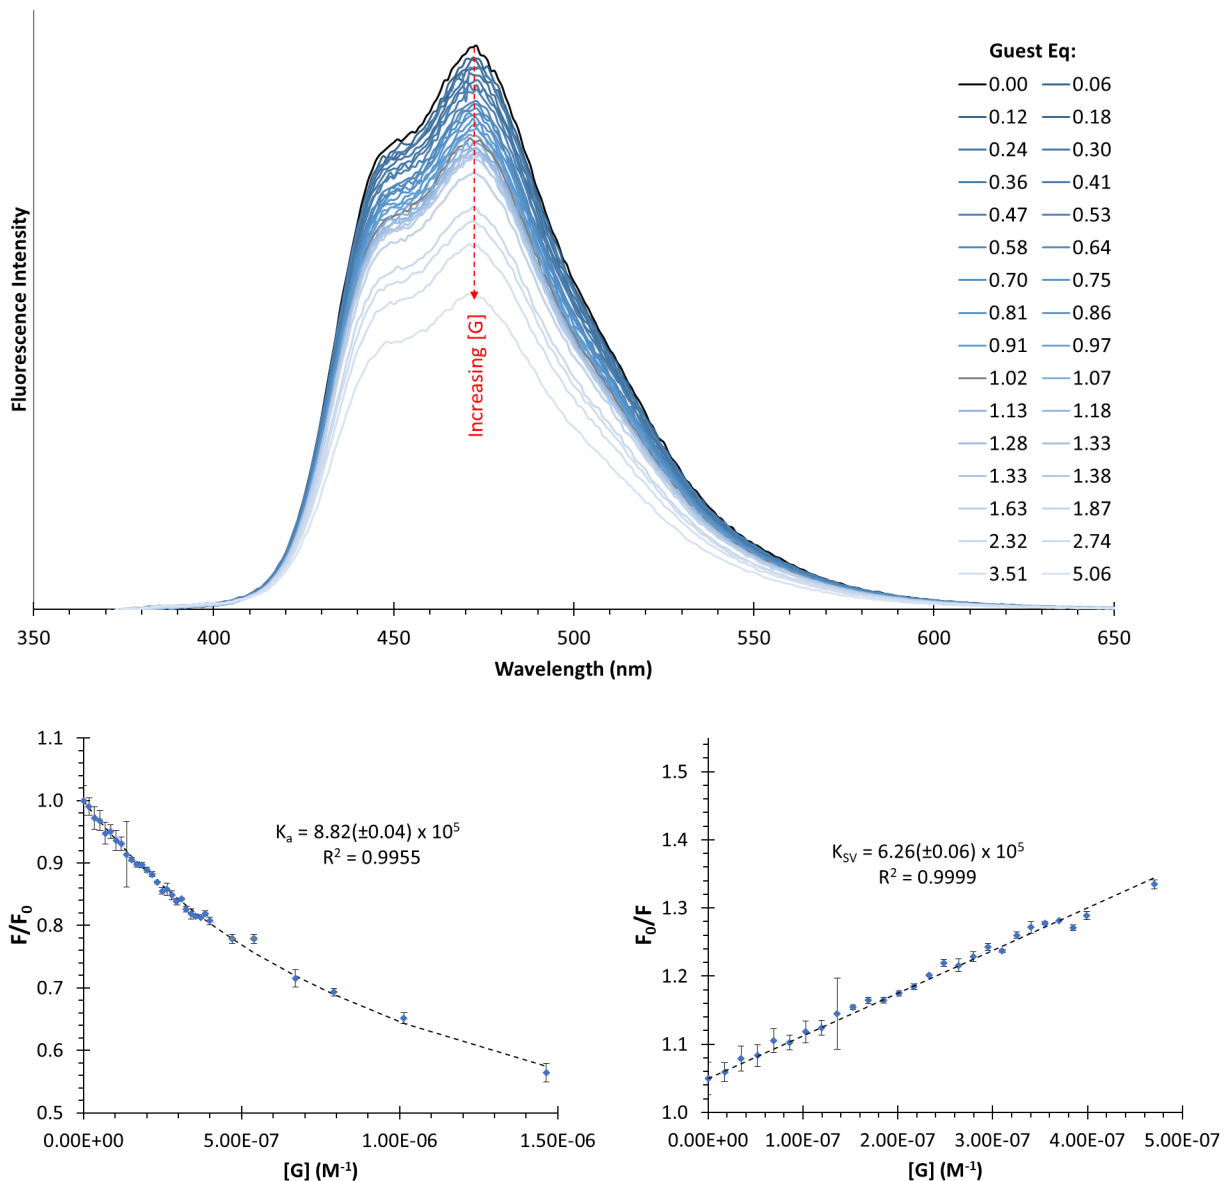 Guest Eq:
0.00 0.06
0.12 0.18
0.24 0.30
0.36 0.41
0.47 0.53
0.58 0.64
0.70 0.75
0.81 0.86
0.91 0.97
1.02 1.07
1.13 1.18
1.28 1.33
1.33 1.38
1.63 1.87
2.32 2.74
3.51 5.06
Fluorescence Intensity
Increasing [G]
350 400 450 500 550 600 650
Wavelength (nm)
F/F₀
1.1
1.0
0.9
0.8
0.7
0.6
0.5
Kₐ = 8.82(±0.04) x 10⁵
R² = 0.9955
0.00E+00 5.00E-07 1.00E-06 1.50E-06
[G] (M⁻¹)
F₀/F
1.5
1.4
1.3
1.2
1.1
1.0
K_SV = 6.26(±0.06) x 10⁵
R² = 0.9999
0.00E+00 1.00E-07 2.00E-07 3.00E-07 4.00E-07 5.00E-07
[G] (M⁻¹)